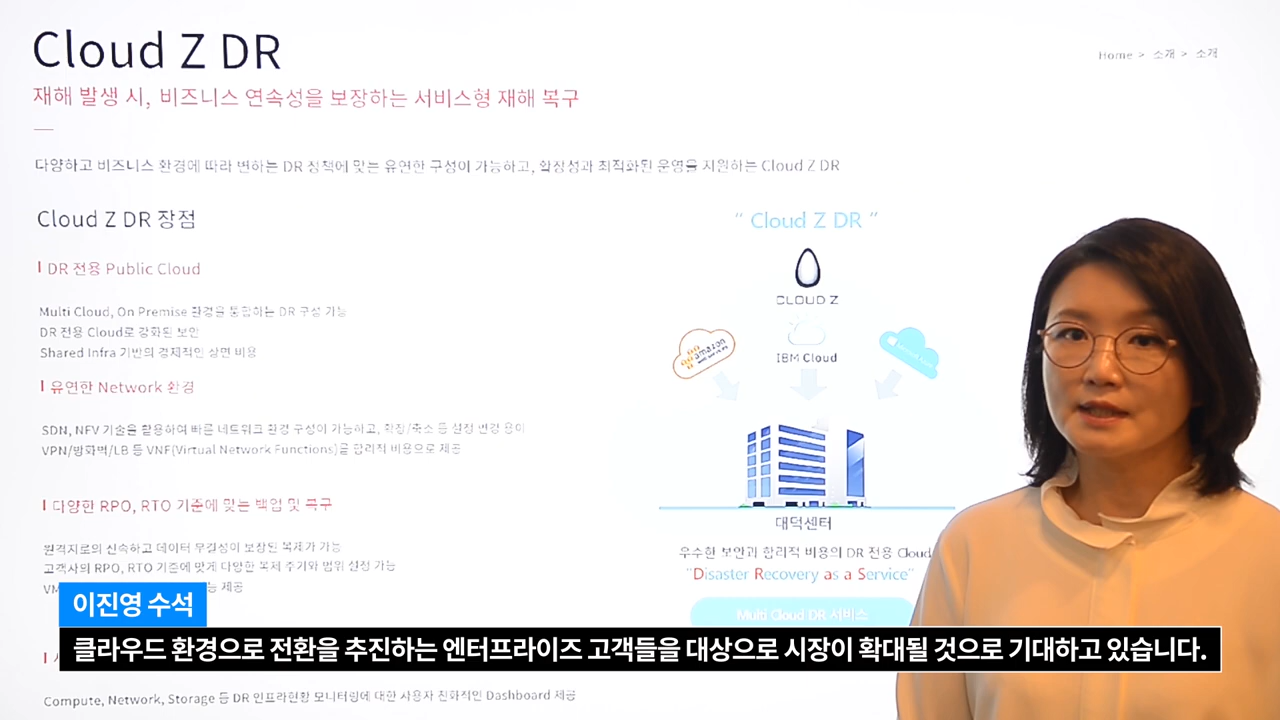 Cloud Z DR
Home > 소개 > 소개
재해 발생 시, 비즈니스 연속성을 보장하는 서비스형 재해 복구
다양하고 비즈니스 환경에 따라 변하는 DR 정책에 맞는 유연한 구성이 가능하고, 확장성과 최적화된 운영을 지원하는 Cloud Z DR
Cloud Z DR 장점
DR 전용 Public Cloud
Multi Cloud, On Premise 환경을 통합하는 DR 구성 가능
DR 전용 Cloud로 강화된 보안
Shared Infra 기반의 경제적인 상면 비용
유연한 Network 환경
SDN, NFV 기술을 활용하여 빠른 네트워크 환경 구성이 가능하고, 확장/축소 등 설정 변경 용이
VPN/방화벽/LB 등 VNF(Virtual Network Functions)을 합리적 비용으로 제공
다양한 RPO, RTO 기준에 맞는 백업 및 복구
원격지로의 신속하고 데이터 무결성이 보장된 복제가 가능
고객사의 RPO, RTO 기준에 맞게 다양한 복제 주기와 범위 설정 가능
제공
Compute, Network, Storage 등 DR 인프라현황 모니터링에 대한 사용자 친화적인 Dashboard 제공
" Cloud Z DR "
CLOUD Z
amazon
IBM Cloud
대덕센터
우수한 보안과 합리적 비용의 DR 전용 Cloud
"Disaster Recovery as a Service"
Multi Cloud DR 서비스
이진영 수석
클라우드 환경으로 전환을 추진하는 엔터프라이즈 고객들을 대상으로 시장이 확대될 것으로 기대하고 있습니다.